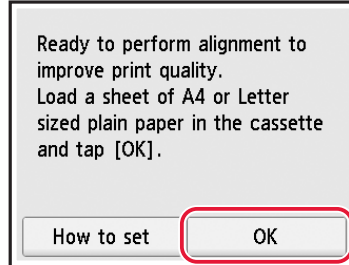 Ready to perform alignment to
improve print quality.
Load a sheet of A4 or Letter
sized plain paper in the cassette
and tap [OK].
How to set
OK